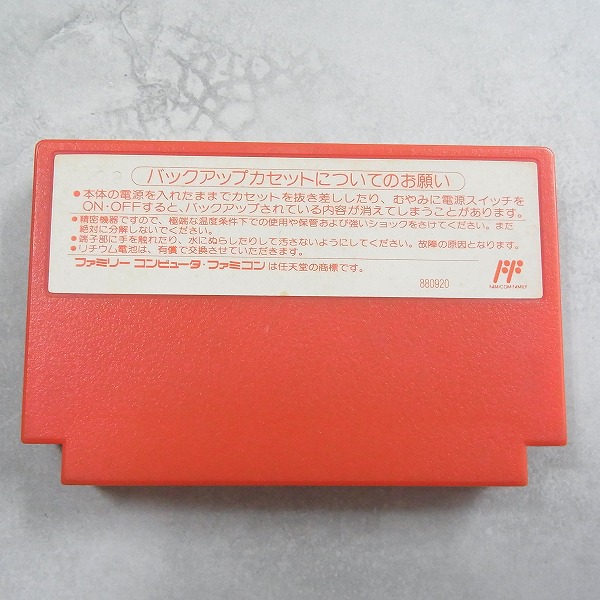 バックアップカセットについてのお願い
●本体の電源を入れたままでカセットを抜き差ししたり、むやみに電源スイッチを
ON・OFFすると、バックアップされている内容が消えてしまうことがあります。
●精密機器ですので、極端な温度条件下での使用や保管および強いショックをさけてください。また
絶対に分解しないでください。
●端子部に手を触れたり、水にぬらしたりして汚さないようにしてください。故障の原因となります。
●リチウム電池は、有償で交換させていただきます。
ファミリー コンピュータ・ファミコンは任天堂の商標です。
880920
FAMICOM FAMILY